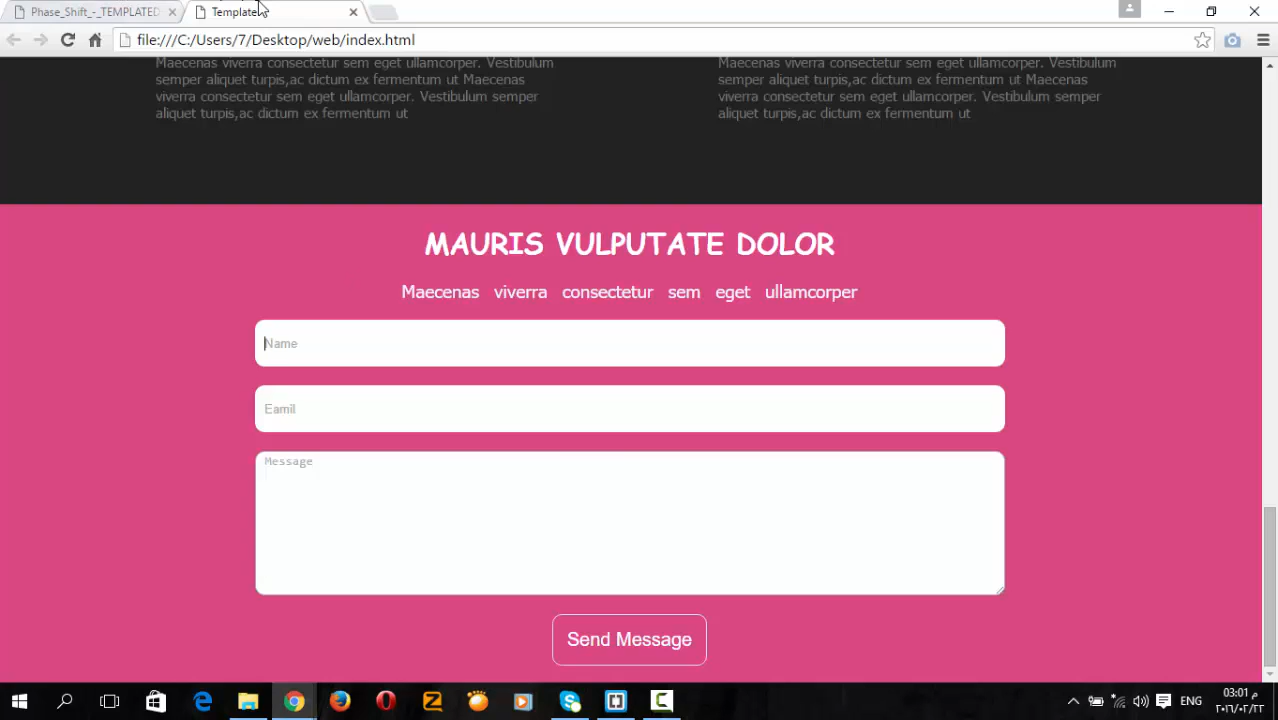 Phase_Shift_-_TEMPLATED
Template
file:///C:/Users/7/Desktop/web/index.html
Maecenas viverra consectetur sem eget ullamcorper. Vestibulum
semper aliquet turpis,ac dictum ex fermentum ut Maecenas
viverra consectetur sem eget ullamcorper. Vestibulum semper
aliquet turpis,ac dictum ex fermentum ut
Maecenas viverra consectetur sem eget ullamcorper. Vestibulum
semper aliquet turpis,ac dictum ex fermentum ut Maecenas
viverra consectetur sem eget ullamcorper. Vestibulum semper
aliquet turpis,ac dictum ex fermentum ut
MAURIS VULPUTATE DOLOR
Maecenas viverra consectetur sem eget ullamcorper
Name
Eamil
Message
Send Message
ENG
03:01 م
٢٠١٦/٠٢/٢٢